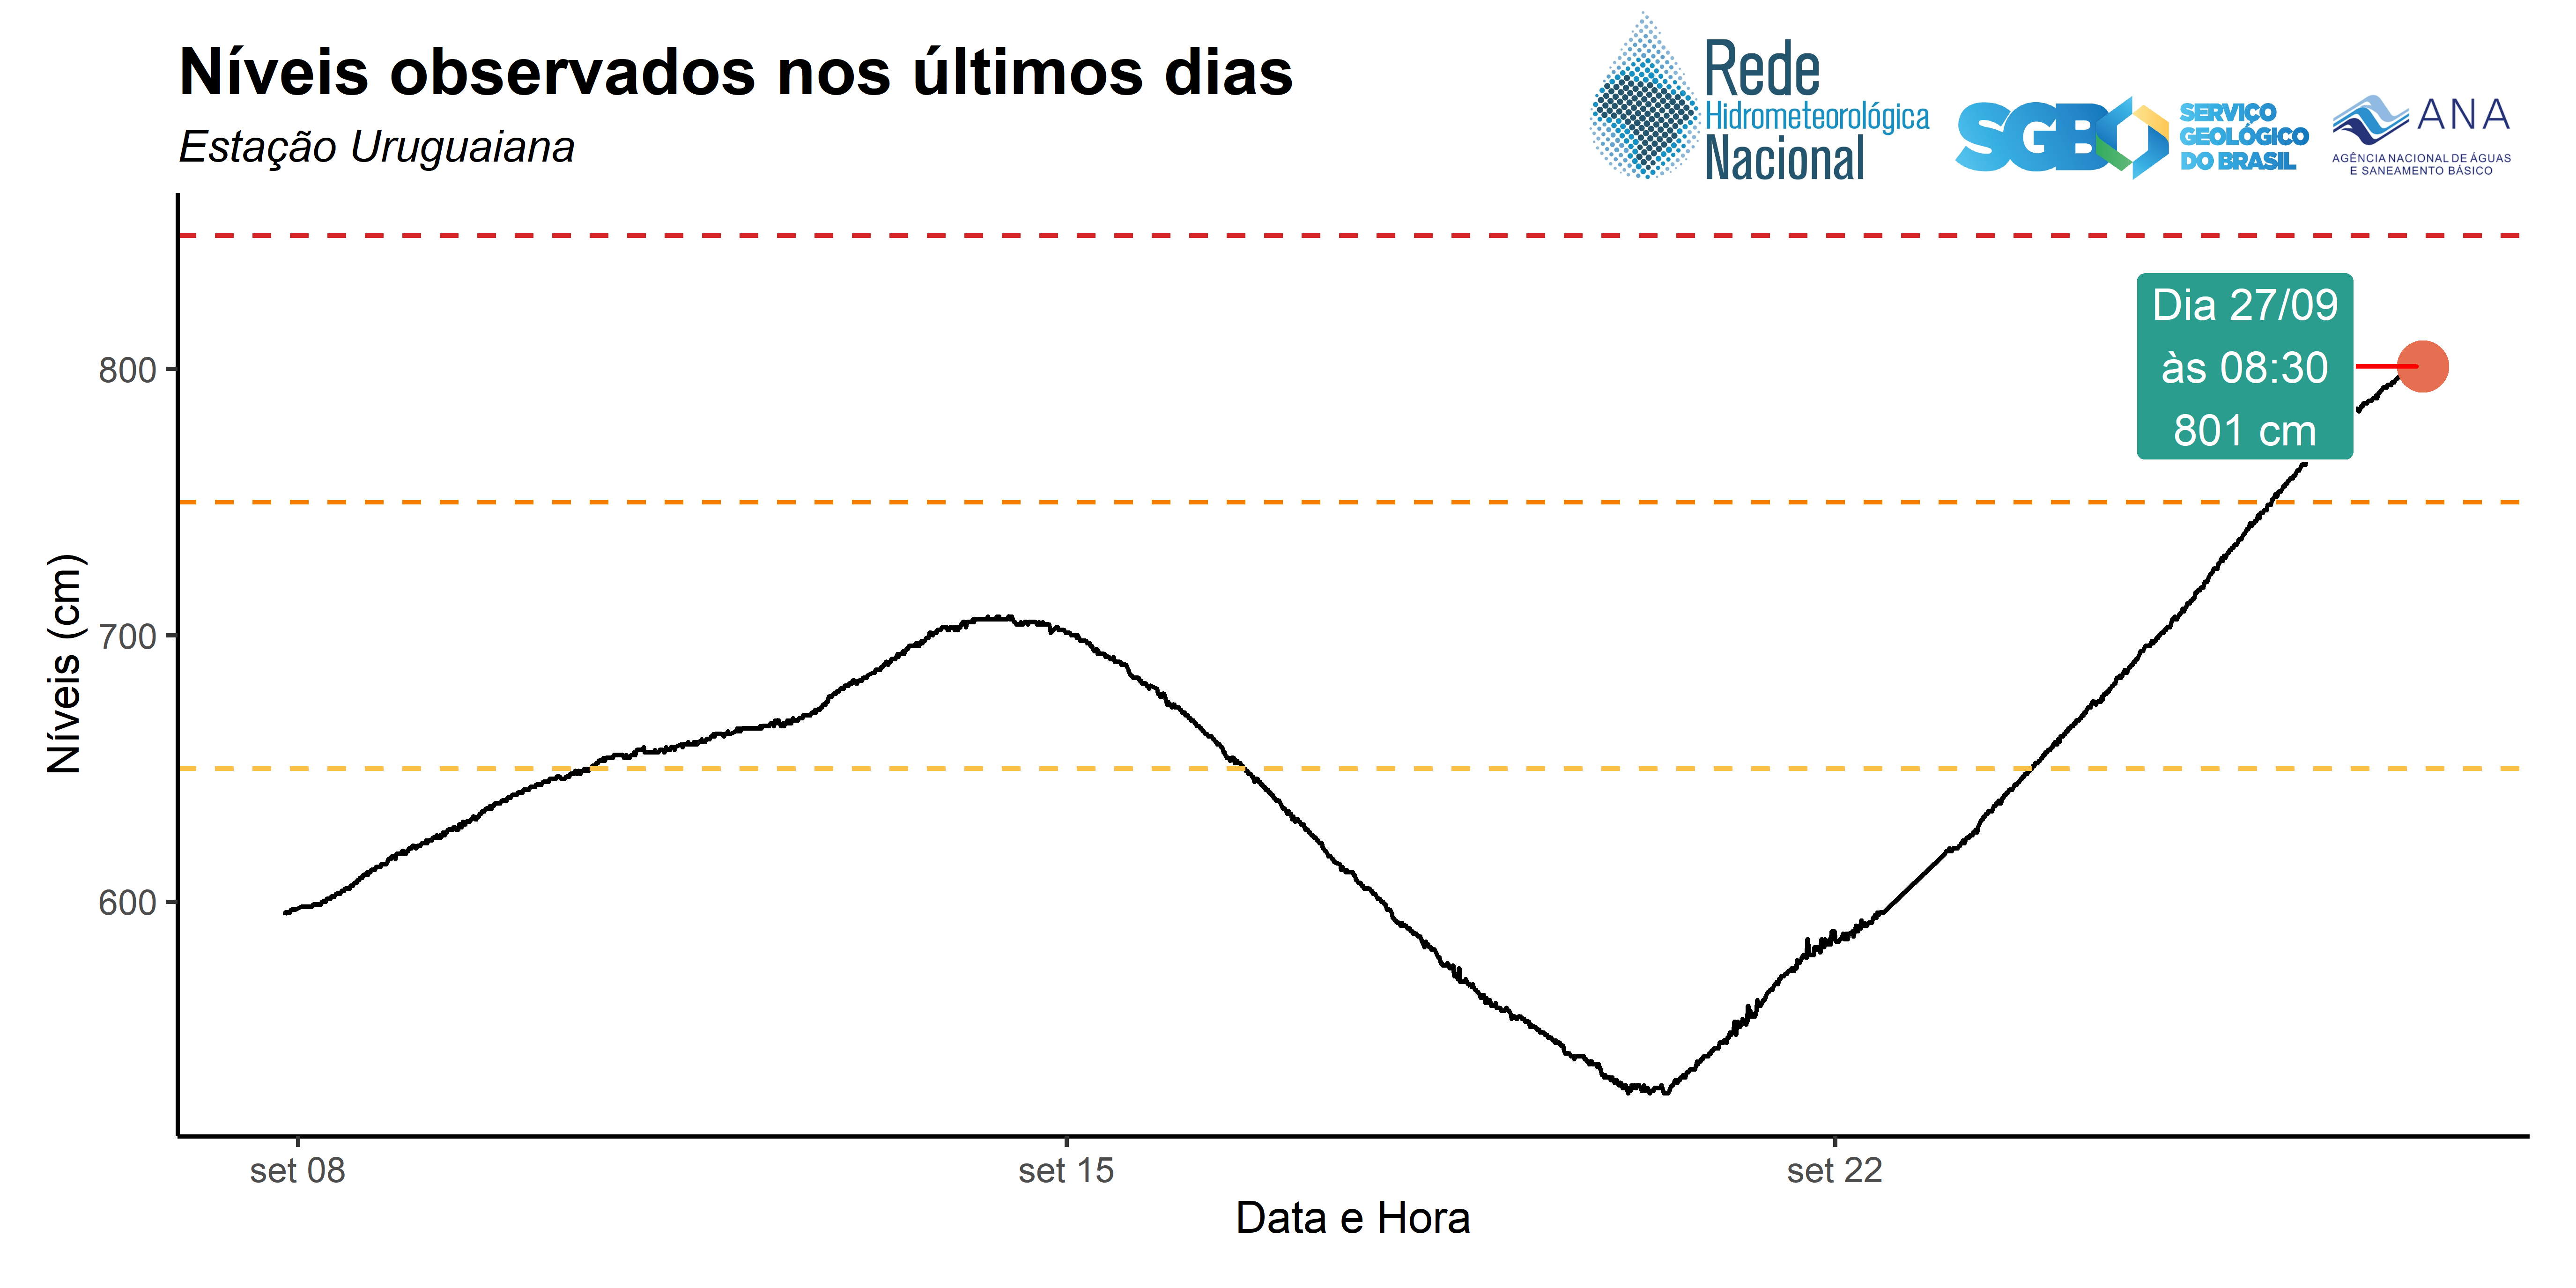 Níveis observados nos últimos dias
Estação Uruguaiana
Rede
Hidrometeorológica
Nacional
SGB
SERVIÇO
GEOLÓGICO
DO BRASIL
ANA
AGÊNCIA NACIONAL DE ÁGUAS
E SANEAMENTO BÁSICO
Dia 27/09
às 08:30
801 cm
Níveis (cm)
800
700
600
set 08
set 15
set 22
Data e Hora